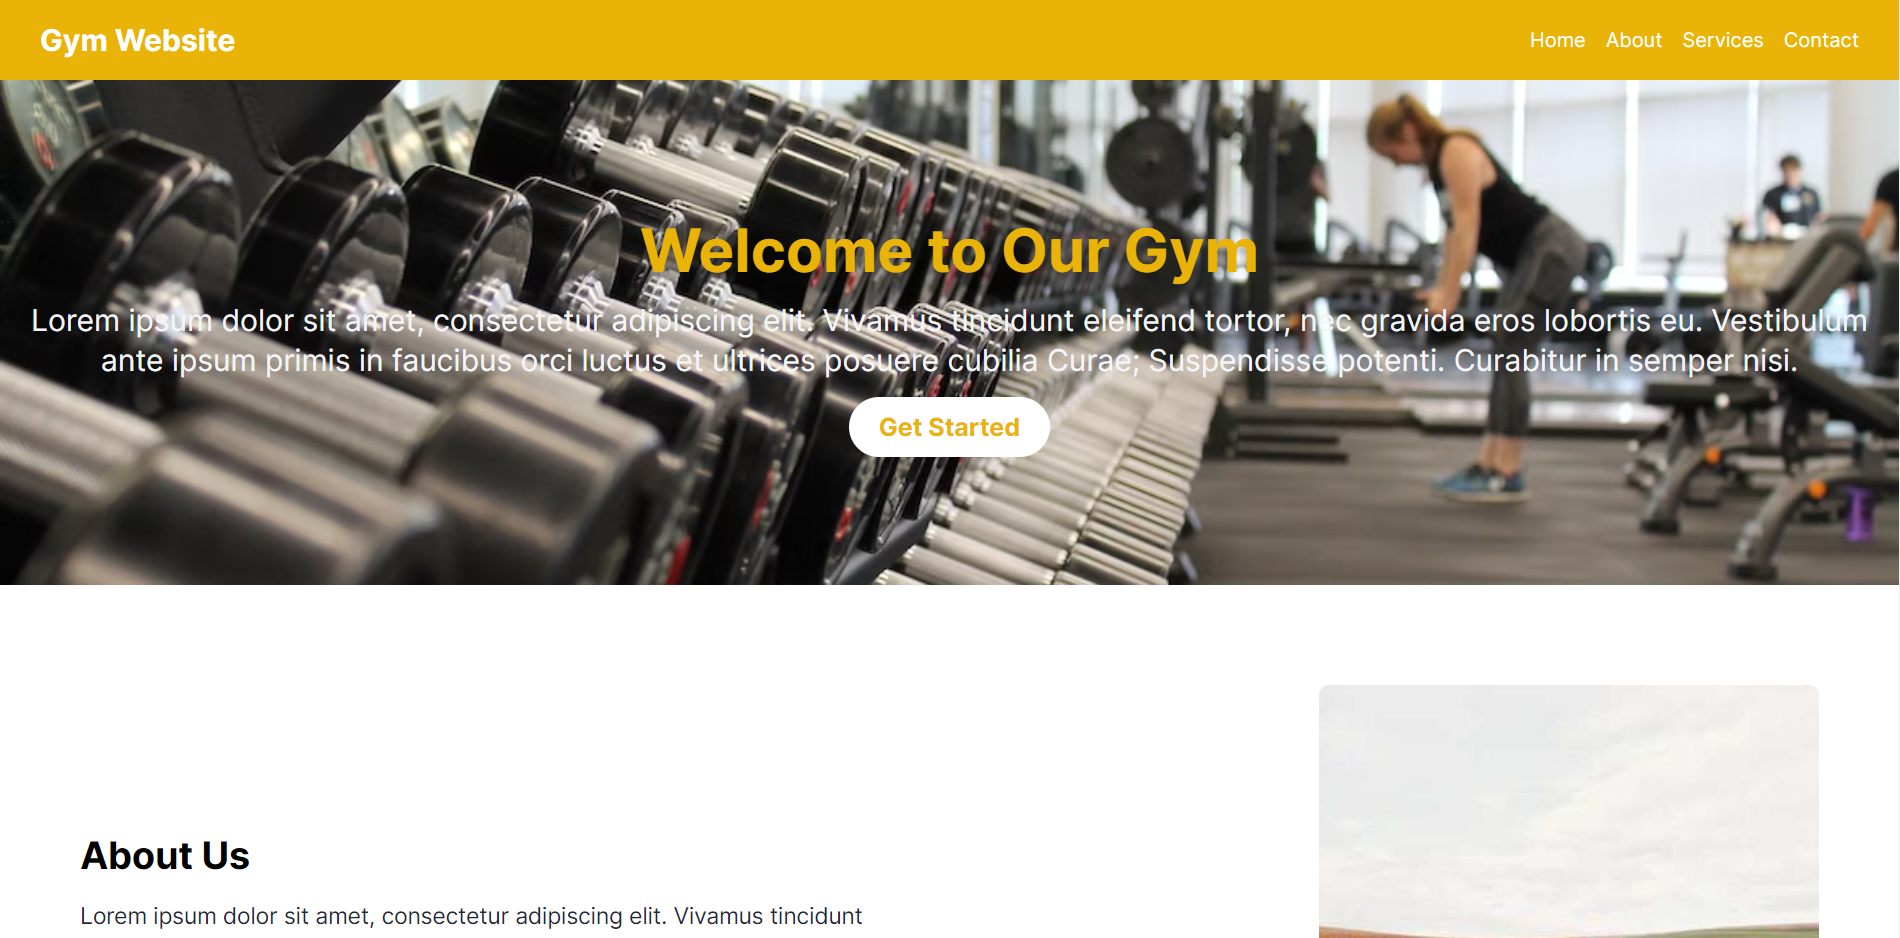 Gym Website
Home About Services Contact
Welcome to Our Gym
Lorem ipsum dolor sit amet, consectetur adipiscing elit. Vivamus tincidunt eleifend tortor, nec gravida eros lobortis eu. Vestibulum
ante ipsum primis in faucibus orci luctus et ultrices posuere cubilia Curae; Suspendisse potenti. Curabitur in semper nisi.
Get Started
About Us
Lorem ipsum dolor sit amet, consectetur adipiscing elit. Vivamus tincidunt